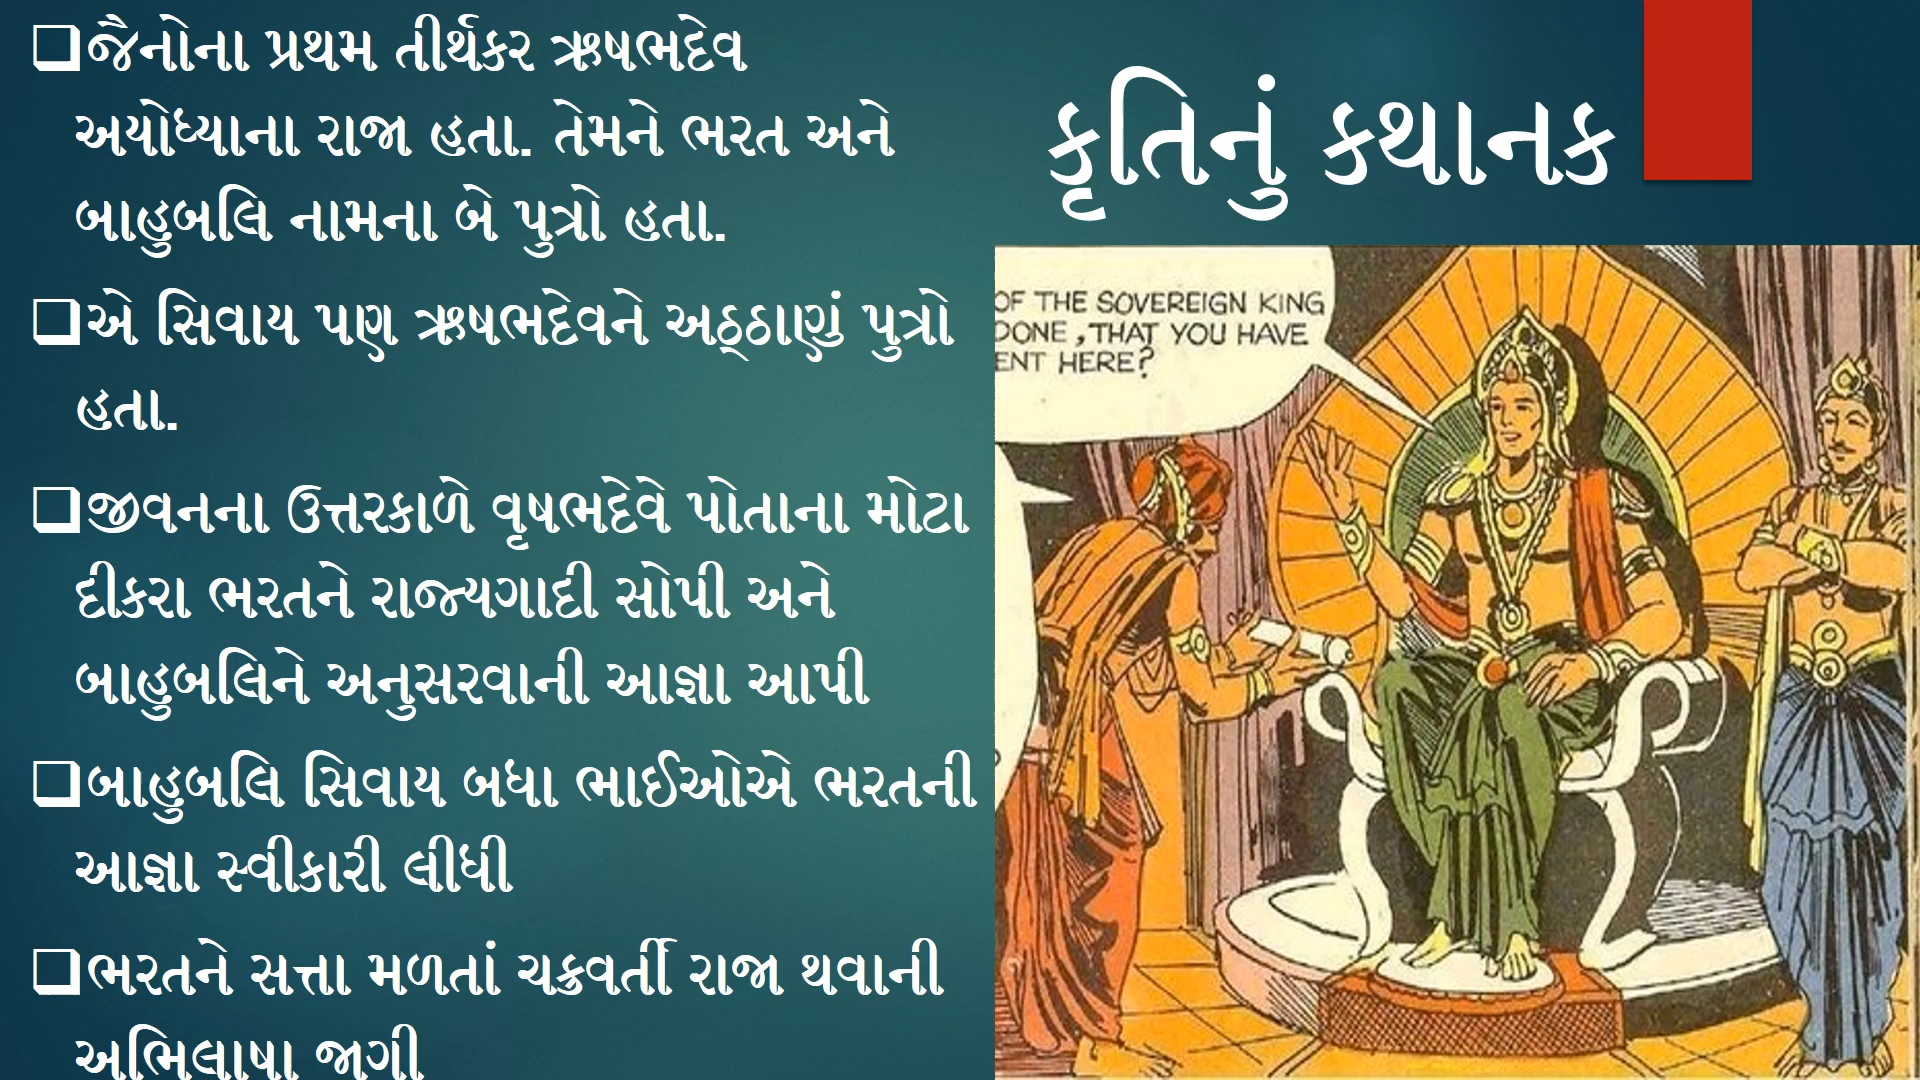 ❑જૈનોના પ્રથમ તીર્થકર ઋષભદેવ
અયોધ્યાના રાજા હતા. તેમને ભરત અને
બાહુબલિ નામના બે પુત્રો હતા.
❑એ સિવાય પણ ઋષભદેવને અઠ્ઠાણું પુત્રો
હતા.
❑જીવનના ઉત્તરકાળે વૃષભદેવે પોતાના મોટા
દીકરા ભરતને રાજ્યગાદી સોપી અને
બાહુબલિને અનુસરવાની આજ્ઞા આપી
❑બાહુબલિ સિવાય બધા ભાઈઓએ ભરતની
આજ્ઞા સ્વીકારી લીધી
❑ભરતને સત્તા મળતાં ચક્રવર્તી રાજા થવાની
અભિલાષા જાગી
કૃતિનું કથાનક
OF THE SOVEREIGN KING
DONE, THAT YOU HAVE
ENT HERE?